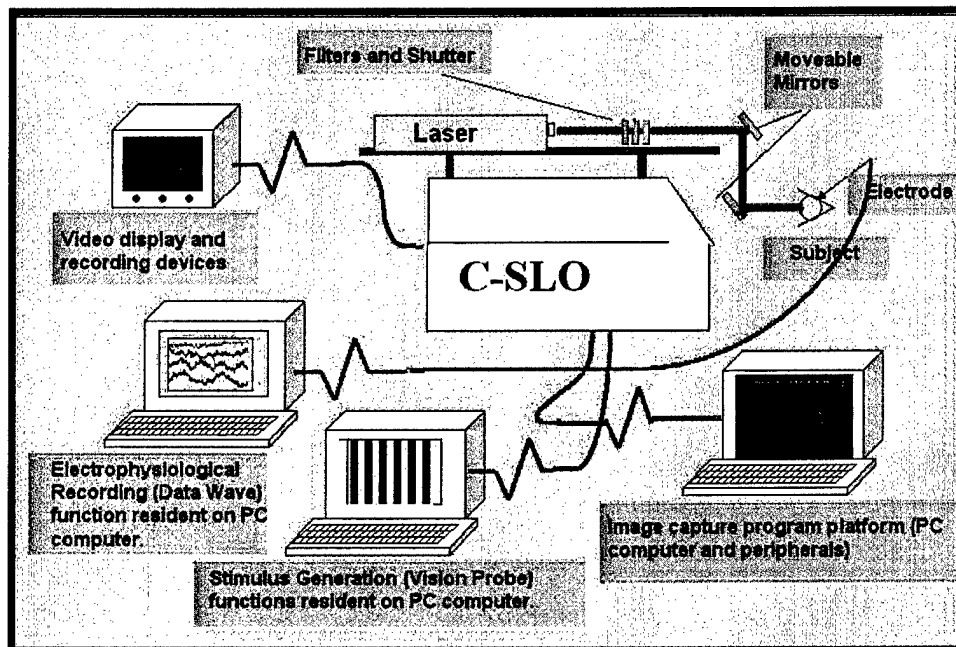 Filters and Shutter
Moveable
Mirrors
Laser
Electrode
Video display and
recording devices
Subject
C-SLO
Electrophysiological
Recording (Data Wave)
function resident on PC
computer.
Image capture program platform (PC
computer and peripherals)
Stimulus Generation (Vision Probe)
functions resident on PC computer.